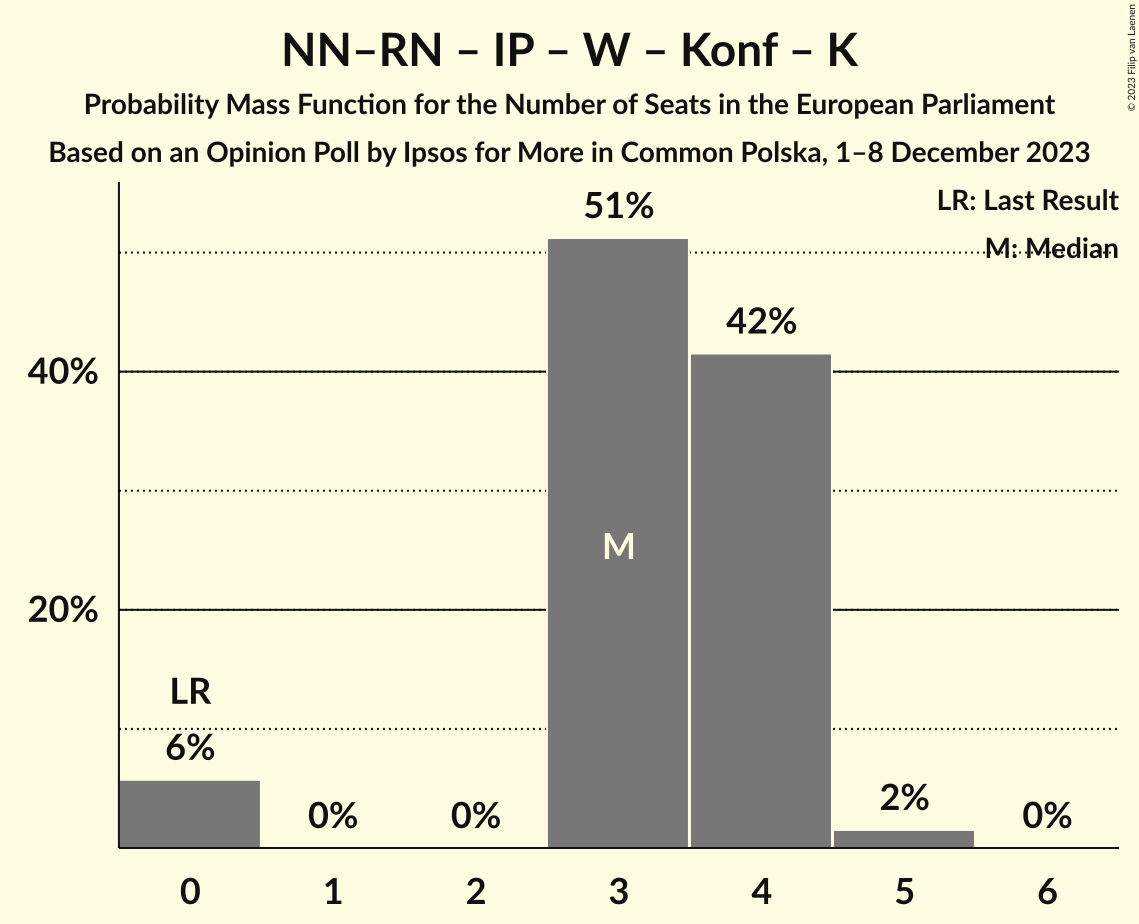 NN–RN – IP – W – Konf – K
Probability Mass Function for the Number of Seats in the European Parliament
Based on an Opinion Poll by Ipsos for More in Common Polska, 1–8 December 2023
© 2023 Filip van Laenen
LR: Last Result
M: Median
51%
42%
40%
M
20%
LR
6%
0%
0%
2%
0%
0 1 2 3 4 5 6